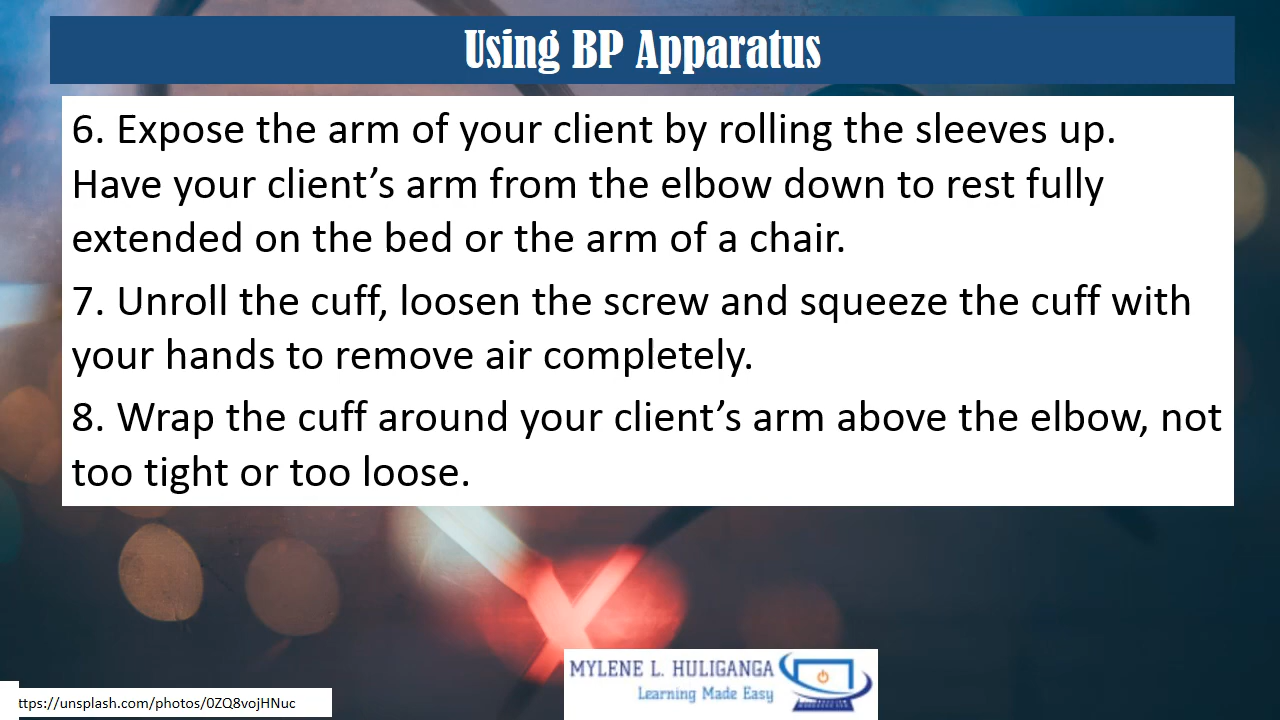 Using BP Apparatus
6. Expose the arm of your client by rolling the sleeves up.
Have your client’s arm from the elbow down to rest fully
extended on the bed or the arm of a chair.
7. Unroll the cuff, loosen the screw and squeeze the cuff with
your hands to remove air completely.
8. Wrap the cuff around your client’s arm above the elbow, not
too tight or too loose.
MYLENE L. HULIGANGA
Learning Made Easy
ttps://unsplash.com/photos/0ZQ8vojHNuc